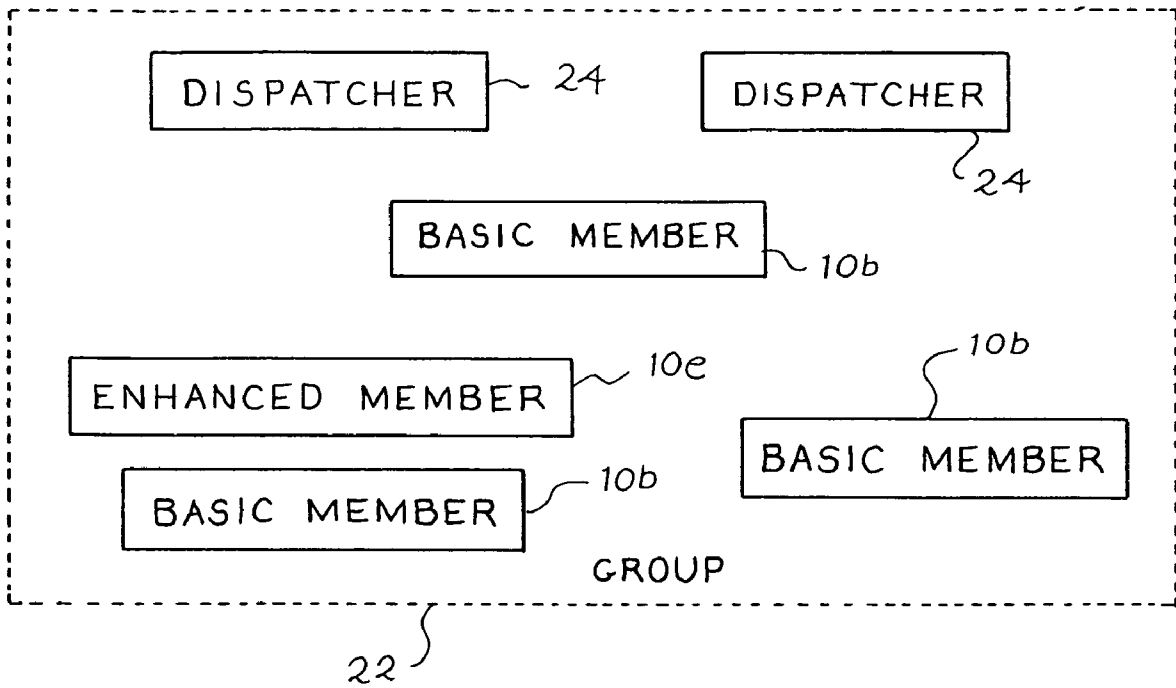 DISPATCHER 24
DISPATCHER
24
BASIC MEMBER
10b
ENHANCED MEMBER 10e
10b
BASIC MEMBER
BASIC MEMBER 10b
GROUP
22